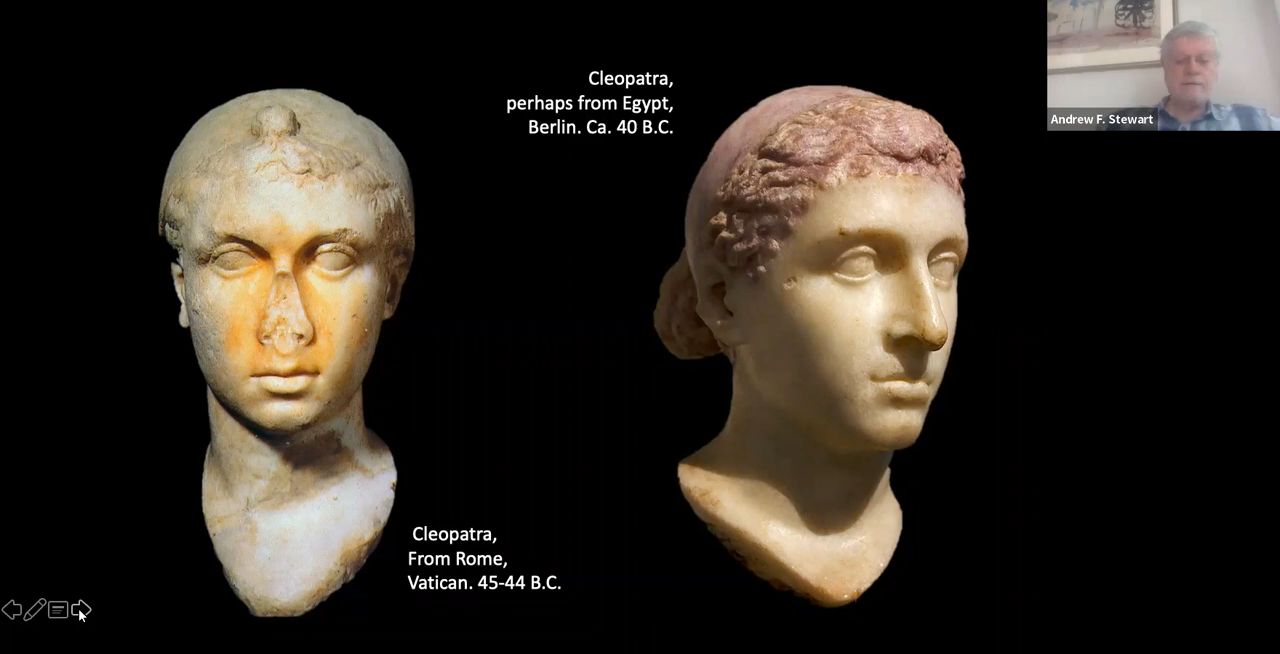 Cleopatra,
perhaps from Egypt,
Berlin. Ca. 40 B.C.
Andrew F. Stewart
Cleopatra,
From Rome,
Vatican. 45-44 B.C.